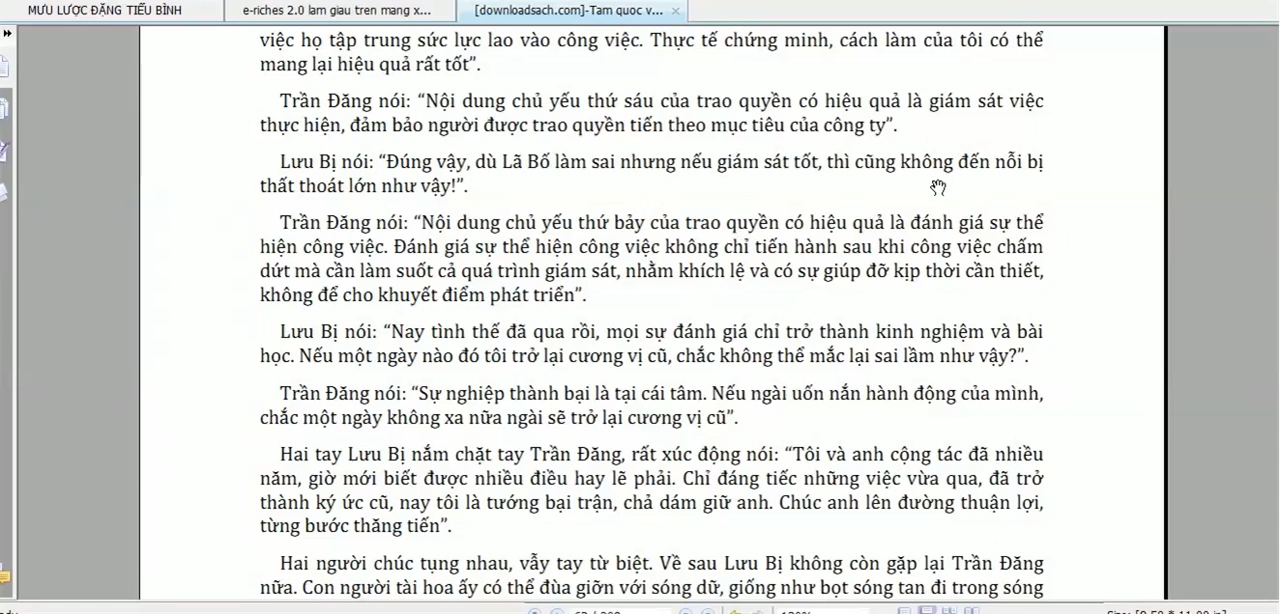 MƯU LƯỢC ĐẶNG TIỂU BÌNH
e-riches 2.0 lam giau tren mang x...
[downloadsach.com]-Tam quoc v...
việc họ tập trung sức lực lao vào công việc. Thực tế chứng minh, cách làm của tôi có thể
mang lại hiệu quả rất tốt”.
Trần Đăng nói: “Nội dung chủ yếu thứ sáu của trao quyền có hiệu quả là giám sát việc
thực hiện, đảm bảo người được trao quyền tiến theo mục tiêu của công ty”.
Lưu Bị nói: “Đúng vậy, dù Lã Bố làm sai nhưng nếu giám sát tốt, thì cũng không đến nỗi bị
thất thoát lớn như vậy!”.
Trần Đăng nói: “Nội dung chủ yếu thứ bảy của trao quyền có hiệu quả là đánh giá sự thể
hiện công việc. Đánh giá sự thể hiện công việc không chỉ tiến hành sau khi công việc chấm
dứt mà cần làm suốt cả quá trình giám sát, nhằm khích lệ và có sự giúp đỡ kịp thời cần thiết,
không để cho khuyết điểm phát triển”.
Lưu Bị nói: “Nay tình thế đã qua rồi, mọi sự đánh giá chỉ trở thành kinh nghiệm và bài
học. Nếu một ngày nào đó tôi trở lại cương vị cũ, chắc không thể mắc lại sai lầm như vậy?”.
Trần Đăng nói: “Sự nghiệp thành bại là tại cái tâm. Nếu ngài uốn nắn hành động của mình,
chắc một ngày không xa nữa ngài sẽ trở lại cương vị cũ”.
Hai tay Lưu Bị nắm chặt tay Trần Đăng, rất xúc động nói: “Tôi và anh cộng tác đã nhiều
năm, giờ mới biết được nhiều điều hay lẽ phải. Chỉ đáng tiếc những việc vừa qua, đã trở
thành ký ức cũ, nay tôi là tướng bại trận, chả dám giữ anh. Chúc anh lên đường thuận lợi,
từng bước thăng tiến”.
Hai người chúc tụng nhau, vẫy tay từ biệt. Về sau Lưu Bị không còn gặp lại Trần Đăng
nữa. Con người tài hoa ấy có thể đùa giỡn với sóng dữ, giống như bọt sóng tan đi trong sóng